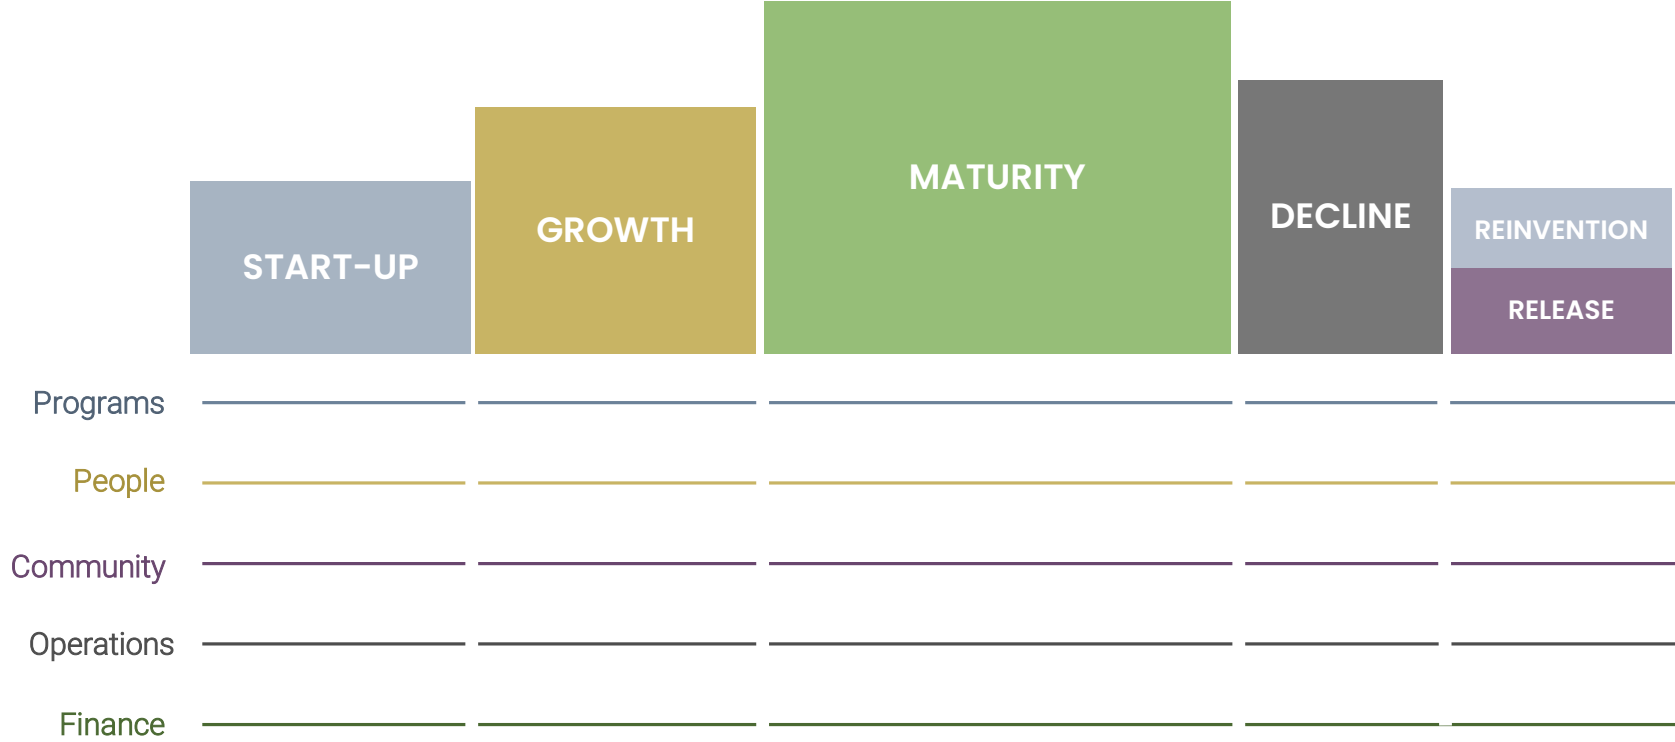 START-UP
GROWTH
MATURITY
DECLINE
REINVENTION
RELEASE
Programs
People
Community
Operations
Finance